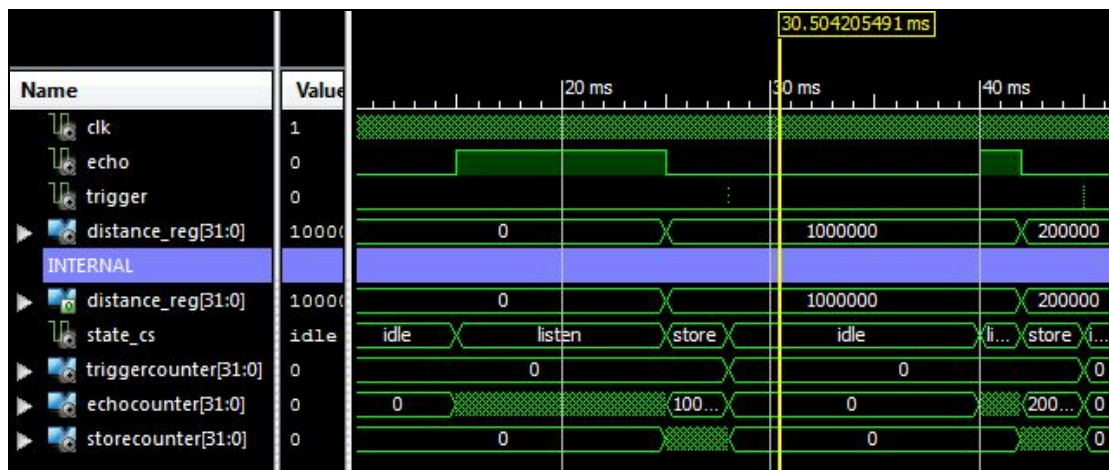 30.504205491 ms
Name Value 20 ms 30 ms 40 ms
clk 1
echo 0
trigger 0
distance_reg[31:0] 10000 0 1000000 200000
INTERNAL
distance_reg[31:0] 10000 0 1000000 200000
state_cs idle idle listen store idle li... store i...
triggercounter[31:0] 0 0 0 0
echocounter[31:0] 0 0 100... 0 200... 0
storecounter[31:0] 0 0 0 0